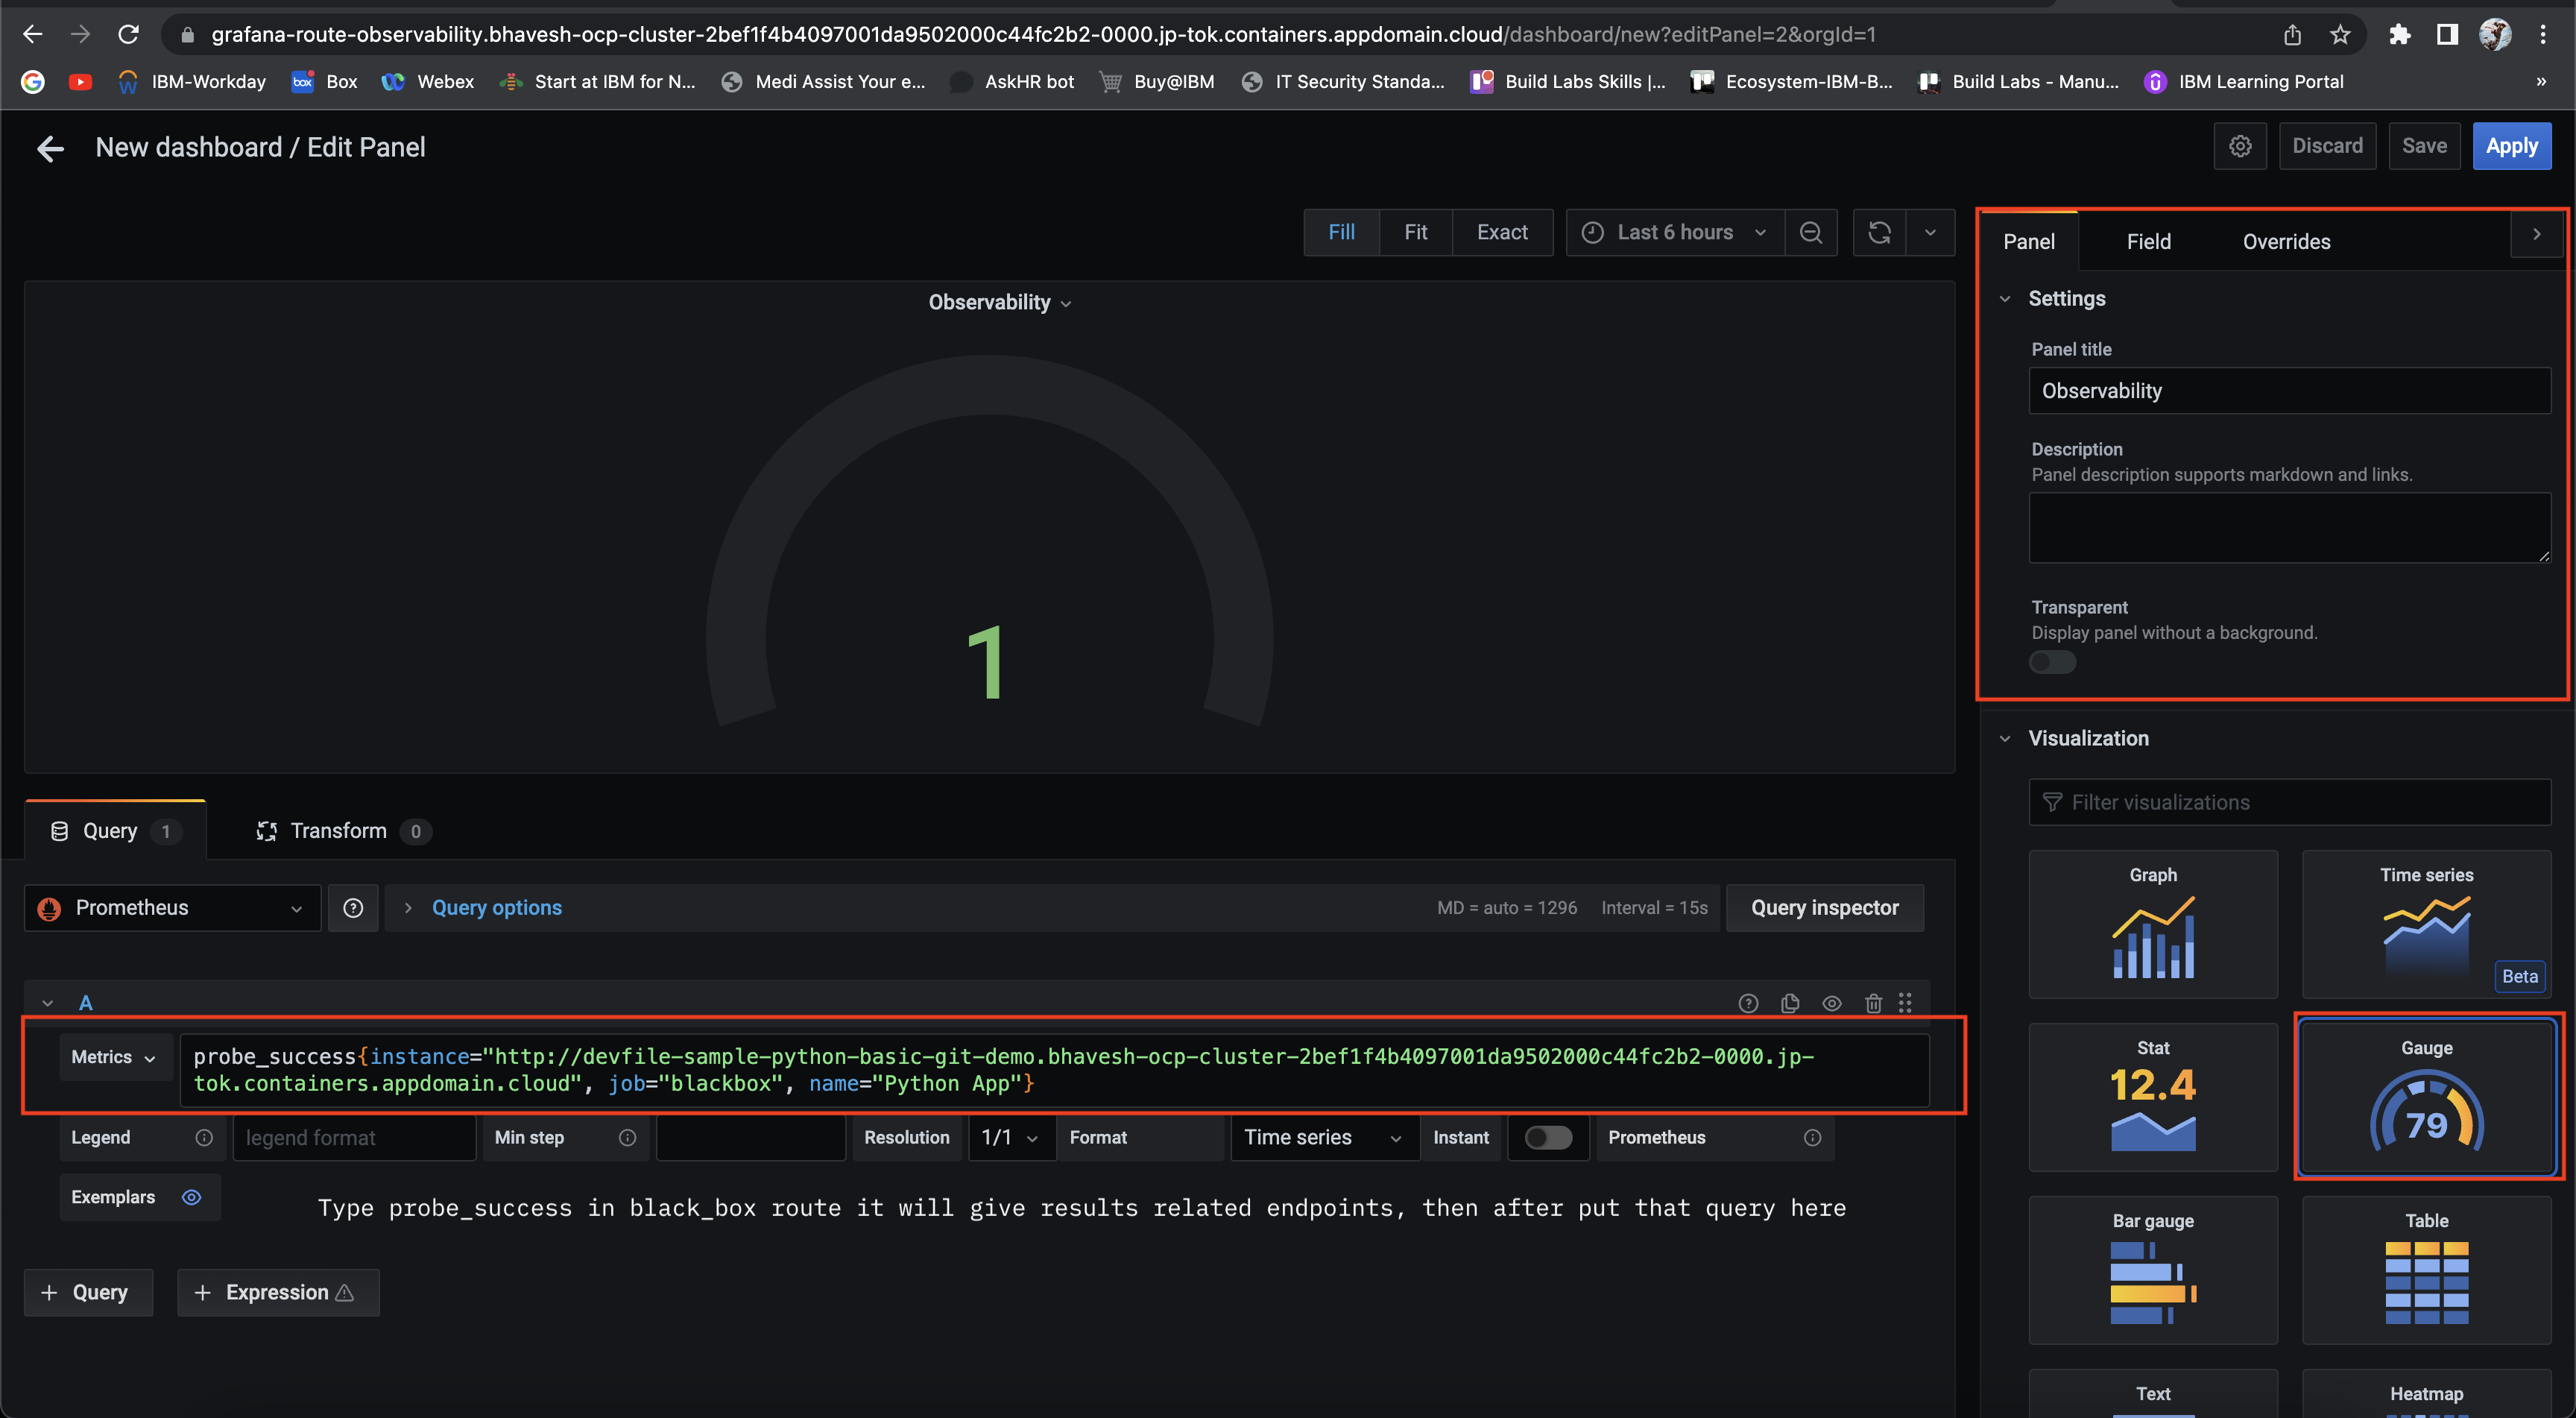 grafana-route-observability.bhavesh-ocp-cluster-2bef1f4b4097001da9502000c44fc2b2-0000.jp-tok.containers.appdomain.cloud/dashboard/new?editPanel=2&orgId=1
IBM-Workday box Box Webex Start at IBM for N... Medi Assist Your e... AskHR bot Buy@IBM IT Security Standa... Build Labs Skills |... Ecosystem-IBM-B... Build Labs - Manu... IBM Learning Portal »
New dashboard / Edit Panel
Discard Save Apply
Fill Fit Exact Last 6 hours
Panel Field Overrides
Observability
1
Settings
Panel title
Observability
Description
Panel description supports markdown and links.
Transparent
Display panel without a background.
Visualization
Filter visualizations
Graph Time series
Beta
Stat Gauge
12.4 79
Bar gauge Table
Text Heatmap
Query 1 Transform 0
Prometheus Query options MD = auto = 1296 Interval = 15s Query inspector
A
Metrics probe_success{instance="http://devfile-sample-python-basic-git-demo.bhavesh-ocp-cluster-2bef1f4b4097001da9502000c44fc2b2-0000.jp-
tok.containers.appdomain.cloud", job="blackbox", name="Python App"}
Legend legend format Min step Resolution 1/1 Format Time series Instant Prometheus
Exemplars Type probe_success in black_box route it will give results related endpoints, then after put that query here
+ Query + Expression